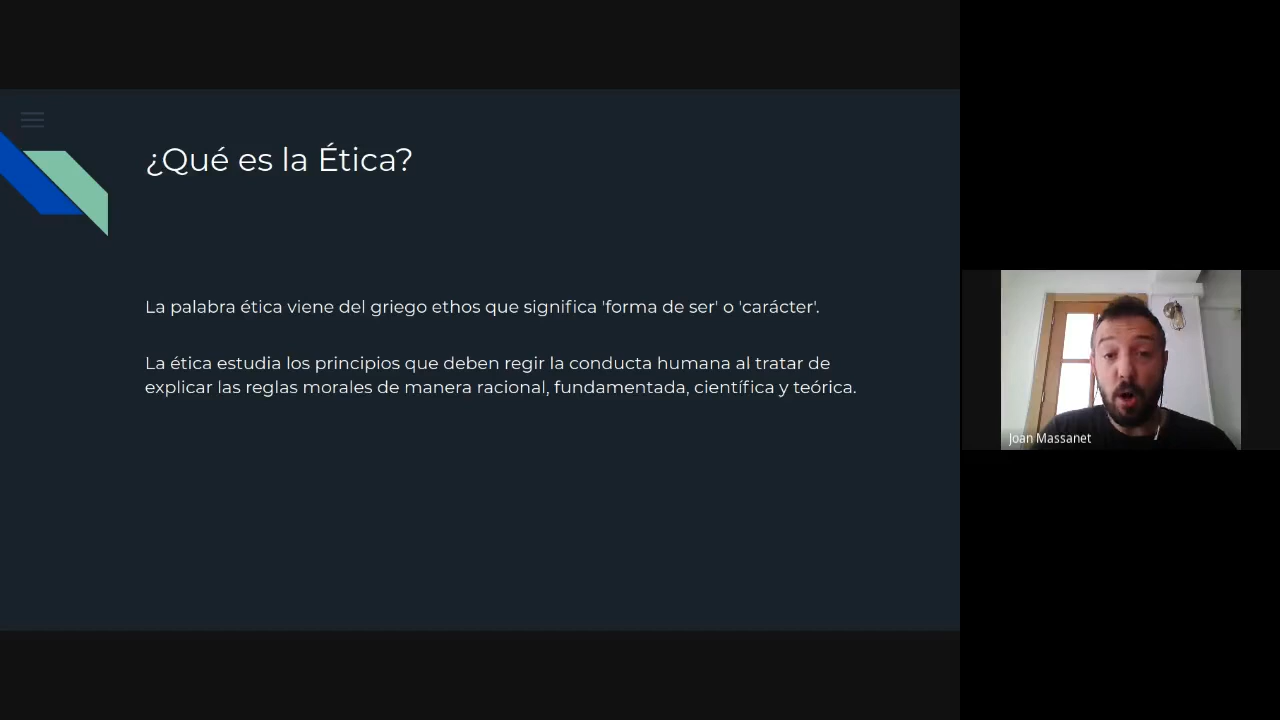 ¿Qué es la Ética?
La palabra ética viene del griego ethos que significa 'forma de ser' o 'carácter'.
La ética estudia los principios que deben regir la conducta humana al tratar de
explicar las reglas morales de manera racional, fundamentada, científica y teórica.
Joan Massanet